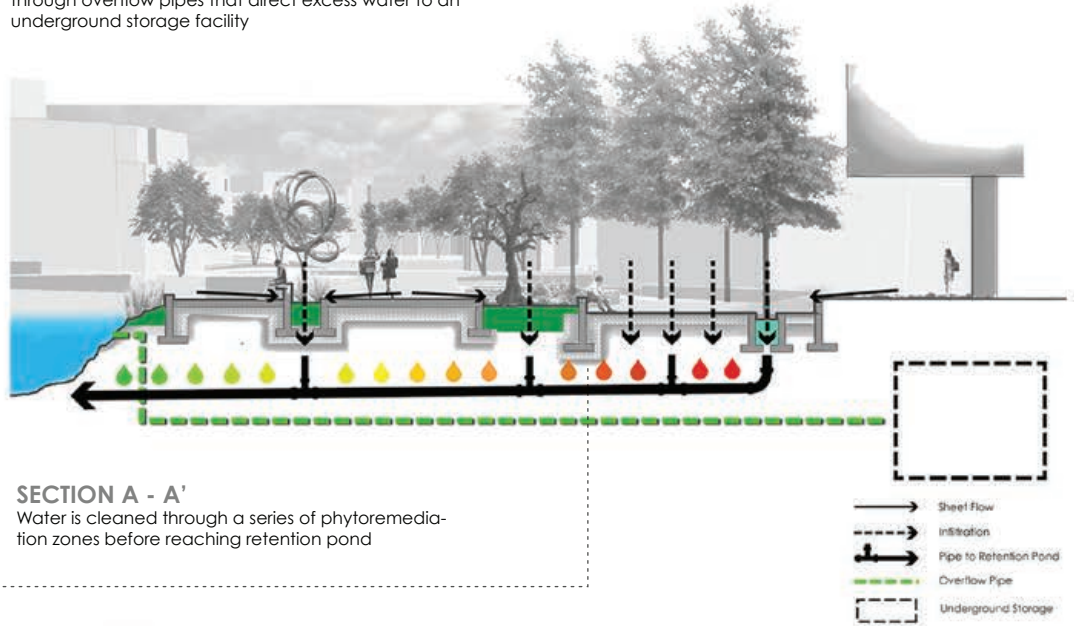 through overflow pipes that direct excess water to an
underground storage facility
SECTION A - A'
Water is cleaned through a series of phytoremedia-
tion zones before reaching retention pond
Sheet Flow
Infiltration
Pipe to Retention Pond
Overflow Pipe
Underground Storage